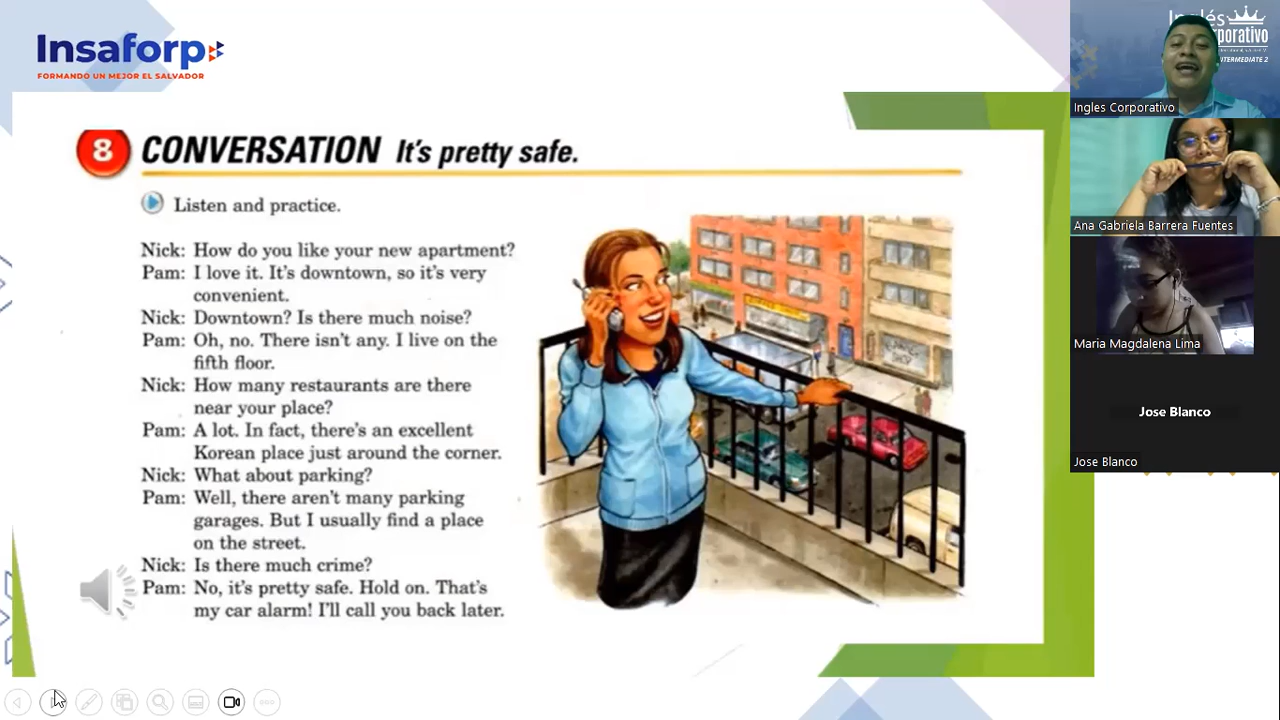 Insaforp
FORMANDO UN MEJOR EL SALVADOR
8 CONVERSATION It's pretty safe.
Listen and practice.
Nick: How do you like your new apartment?
Pam: I love it. It's downtown, so it's very
convenient.
Nick: Downtown? Is there much noise?
Pam: Oh, no. There isn't any. I live on the
fifth floor.
Nick: How many restaurants are there
near your place?
Pam: A lot. In fact, there's an excellent
Korean place just around the corner.
Nick: What about parking?
Pam: Well, there aren't many parking
garages. But I usually find a place
on the street.
Nick: Is there much crime?
Pam: No, it's pretty safe. Hold on. That's
my car alarm! I'll call you back later.
Inglés
INTERMEDIATE 2
Ingles Corporativo
Ana Gabriela Barrera Fuentes
Maria Magdalena Lima
Jose Blanco
Jose Blanco